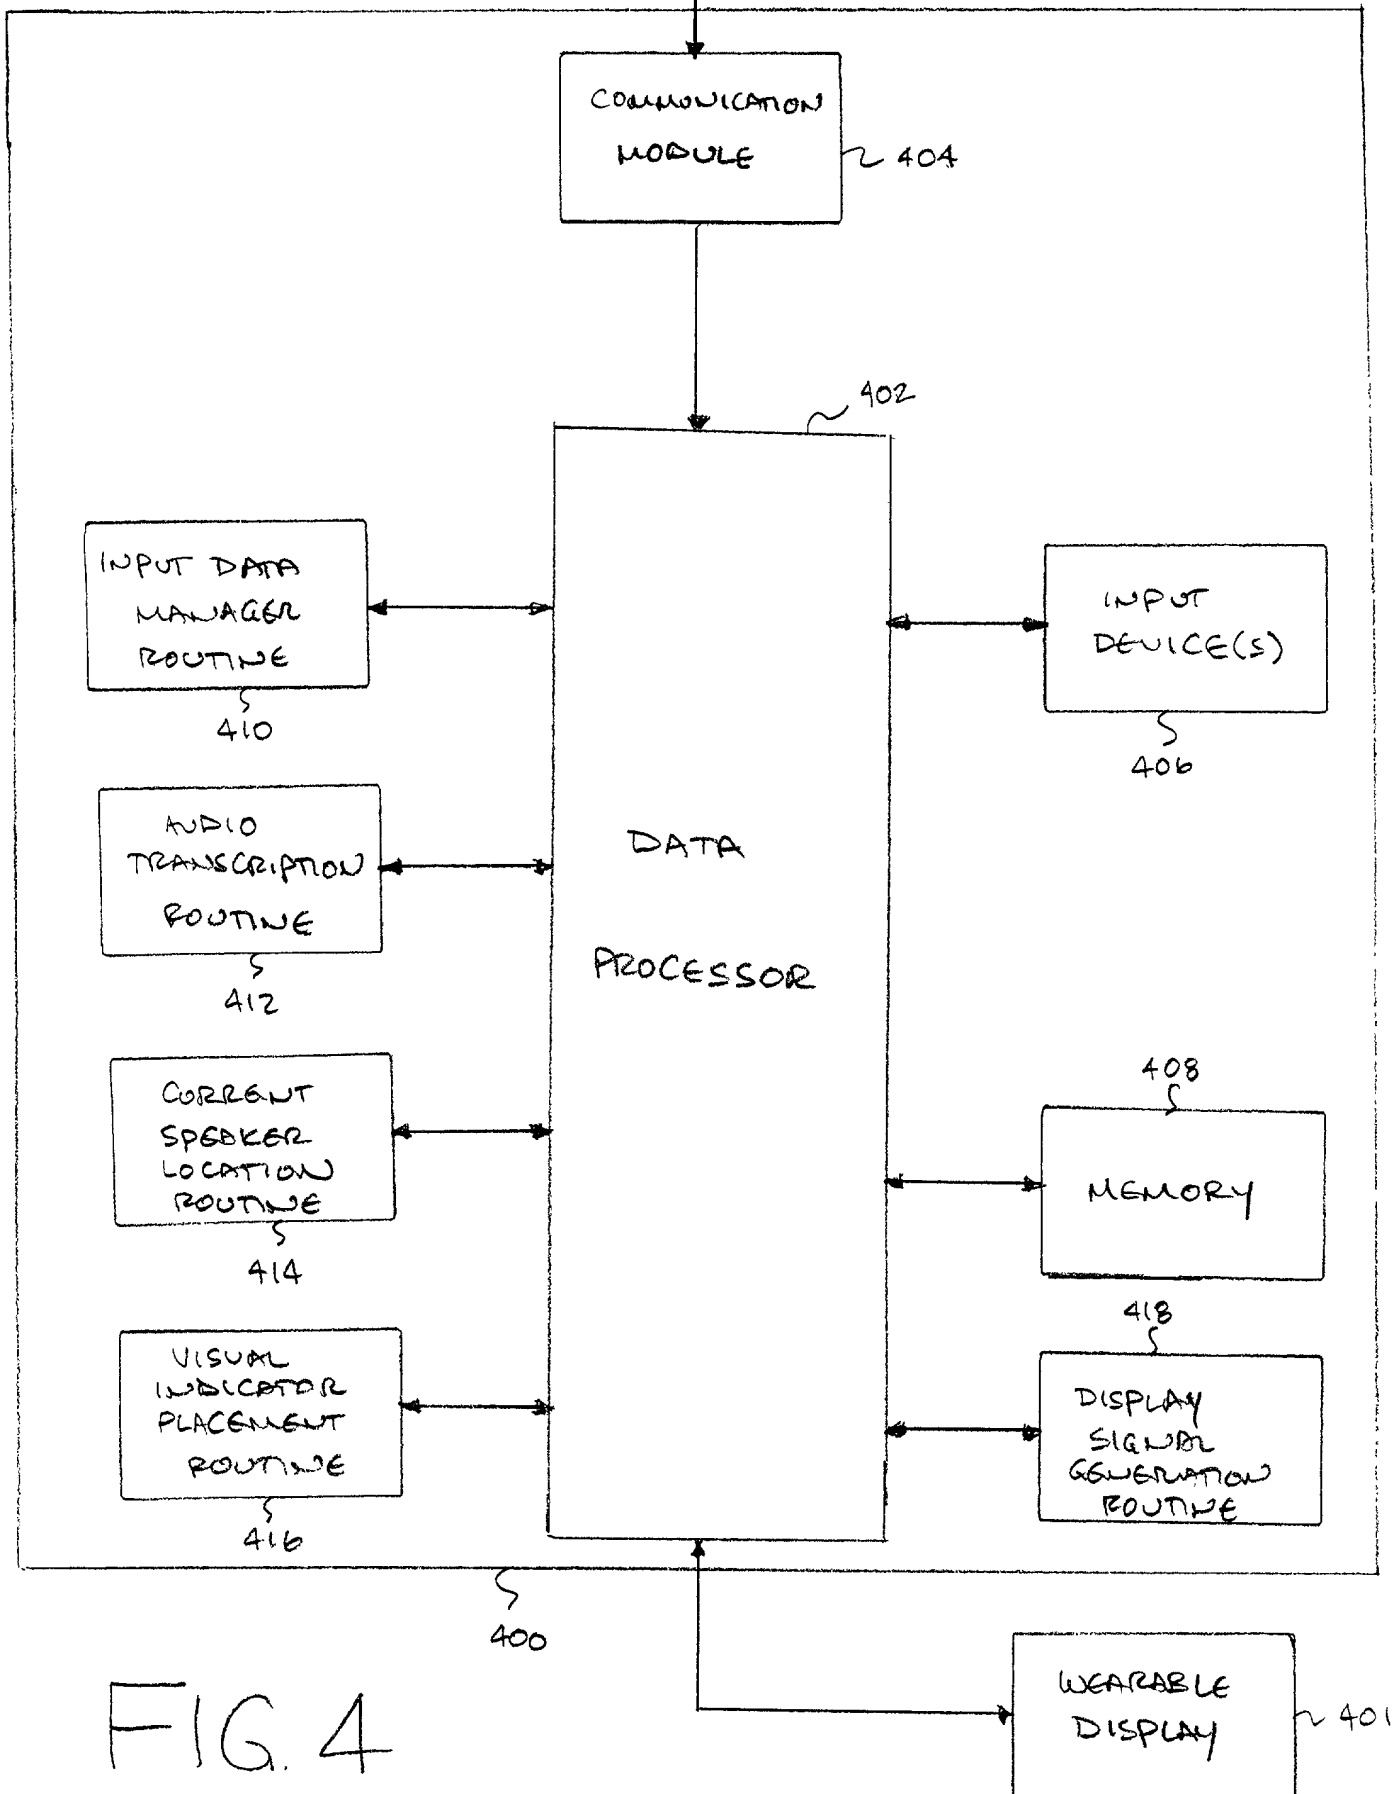 COMMUNICATION
MODULE
404
402
INPUT DATA
MANAGER
ROUTINE
410
INPUT
DEVICE(S)
406
AUDIO
TRANSCRIPTION
ROUTINE
412
DATA
PROCESSOR
CURRENT
SPEAKER
LOCATION
ROUTINE
414
408
MEMORY
VISUAL
INDICATOR
PLACEMENT
ROUTINE
416
418
DISPLAY
SIGNAL
GENERATION
ROUTINE
400
WEARABLE
DISPLAY
401
FIG. 4